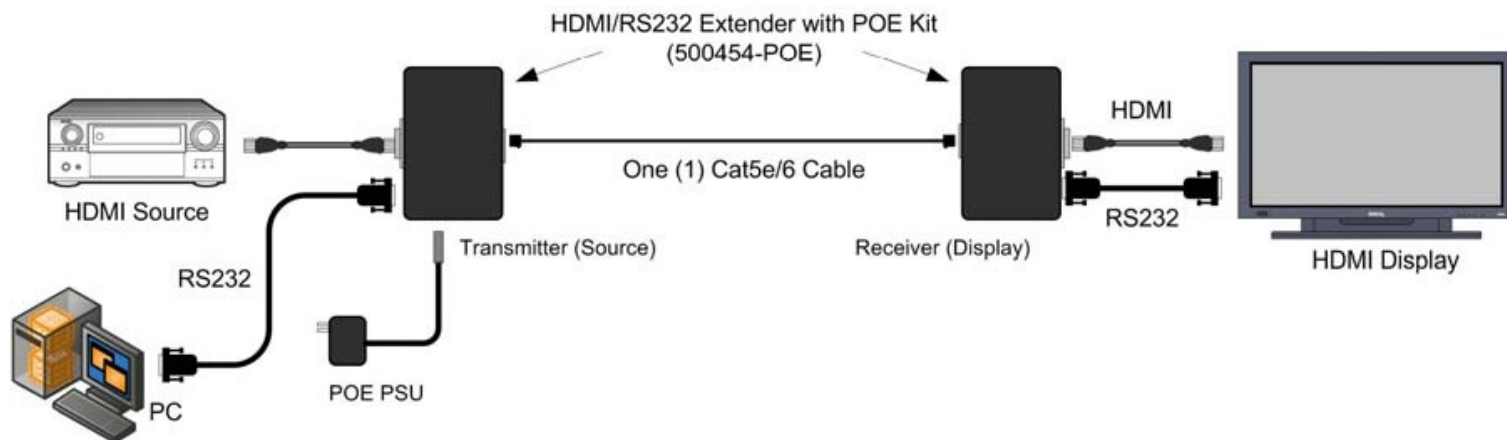 HDMI/RS232 Extender with POE Kit
(500454-POE)
HDMI
One (1) Cat5e/6 Cable
HDMI Source
RS232
Transmitter (Source)
Receiver (Display)
HDMI Display
RS232
POE PSU
PC